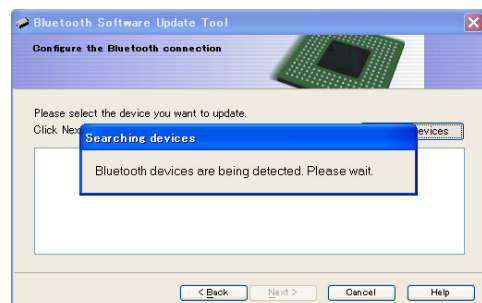 Bluetooth Software Update Tool
Configure the Bluetooth connection
Please select the device you want to update.
Click Nex
evices
Searching devices
Bluetooth devices are being detected. Please wait.
< Back
Next >
Cancel
Help